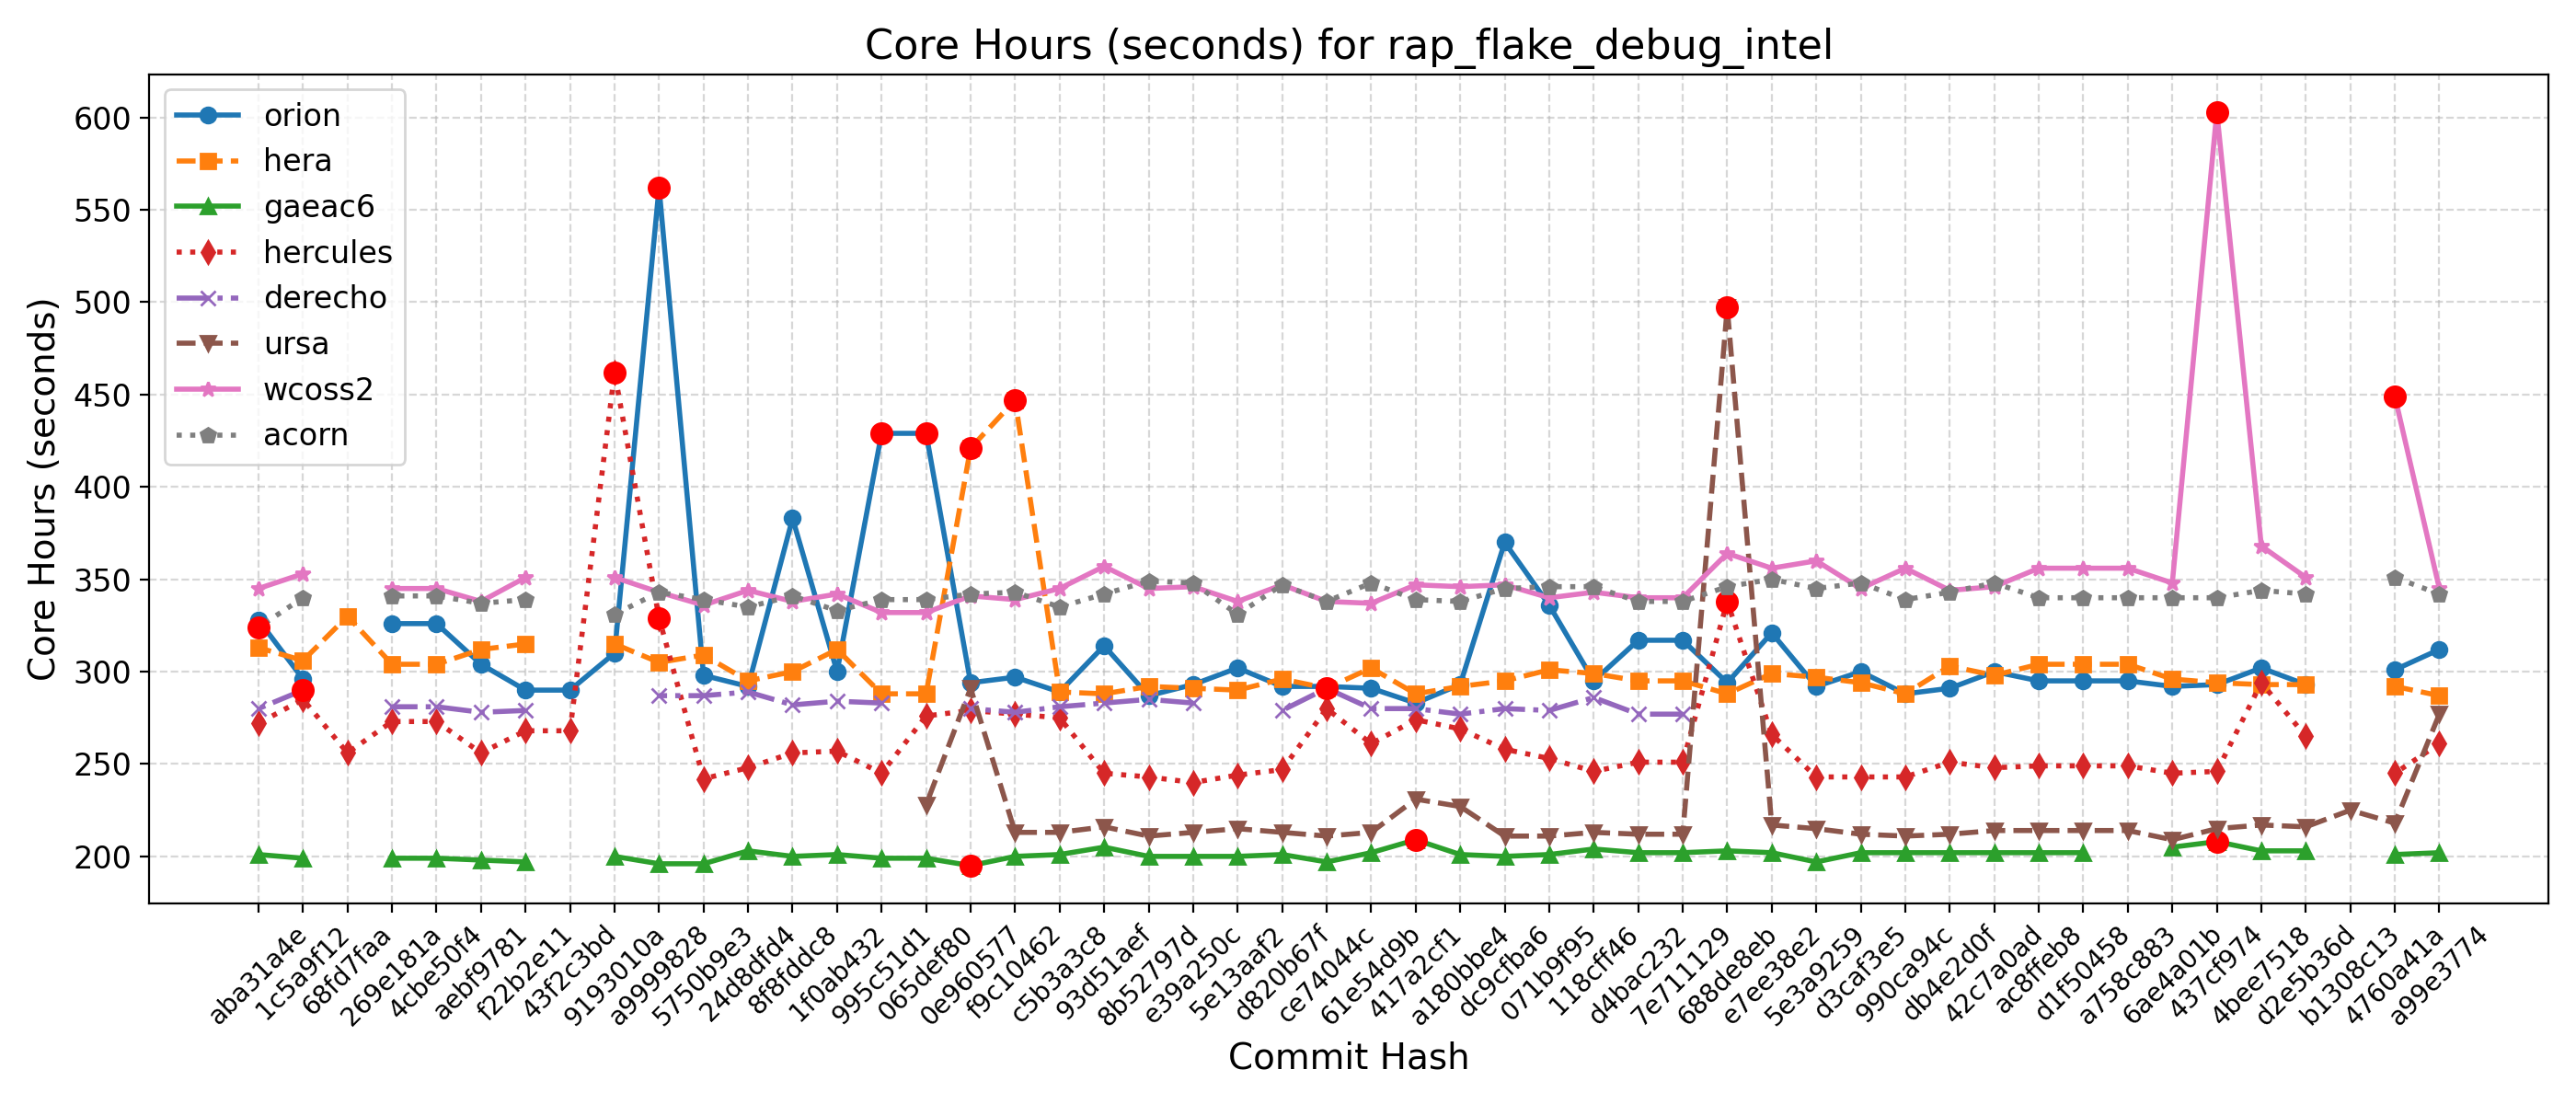 Core Hours (seconds) for rap_flake_debug_intel
Core Hours (seconds)
600
550
500
450
400
350
300
250
200
orion
hera
gaeac6
hercules
derecho
ursa
wcoss2
acorn
aba31a4e
1c5a9f12
68fd7faa
269e181a
4cbe50f4
aebf9781
f22b2e11
43f2c3bd
9193010a
a9999828
5750b9e3
24d8dfd4
8f8fddc8
1f0ab432
995c51d1
065def80
0e960577
f9c10462
c5b3a3c8
93d51aef
8b52797d
e39a250c
5e13aaf2
d820b67f
ce74044c
61e54d9b
417a2cf1
a180bbe4
dc9cfba6
071b9f95
118cff46
d4bac232
7e711129
688de8eb
e7ee38e2
5e3a9259
d3caf3e5
990ca94c
db4e2d0f
42c7a0ad
ac8ffeb8
d1f50458
a758c883
6ae4a01b
437cf974
4bee7518
d2e5b36d
b1308c13
4760a41a
a99e3774
Commit Hash